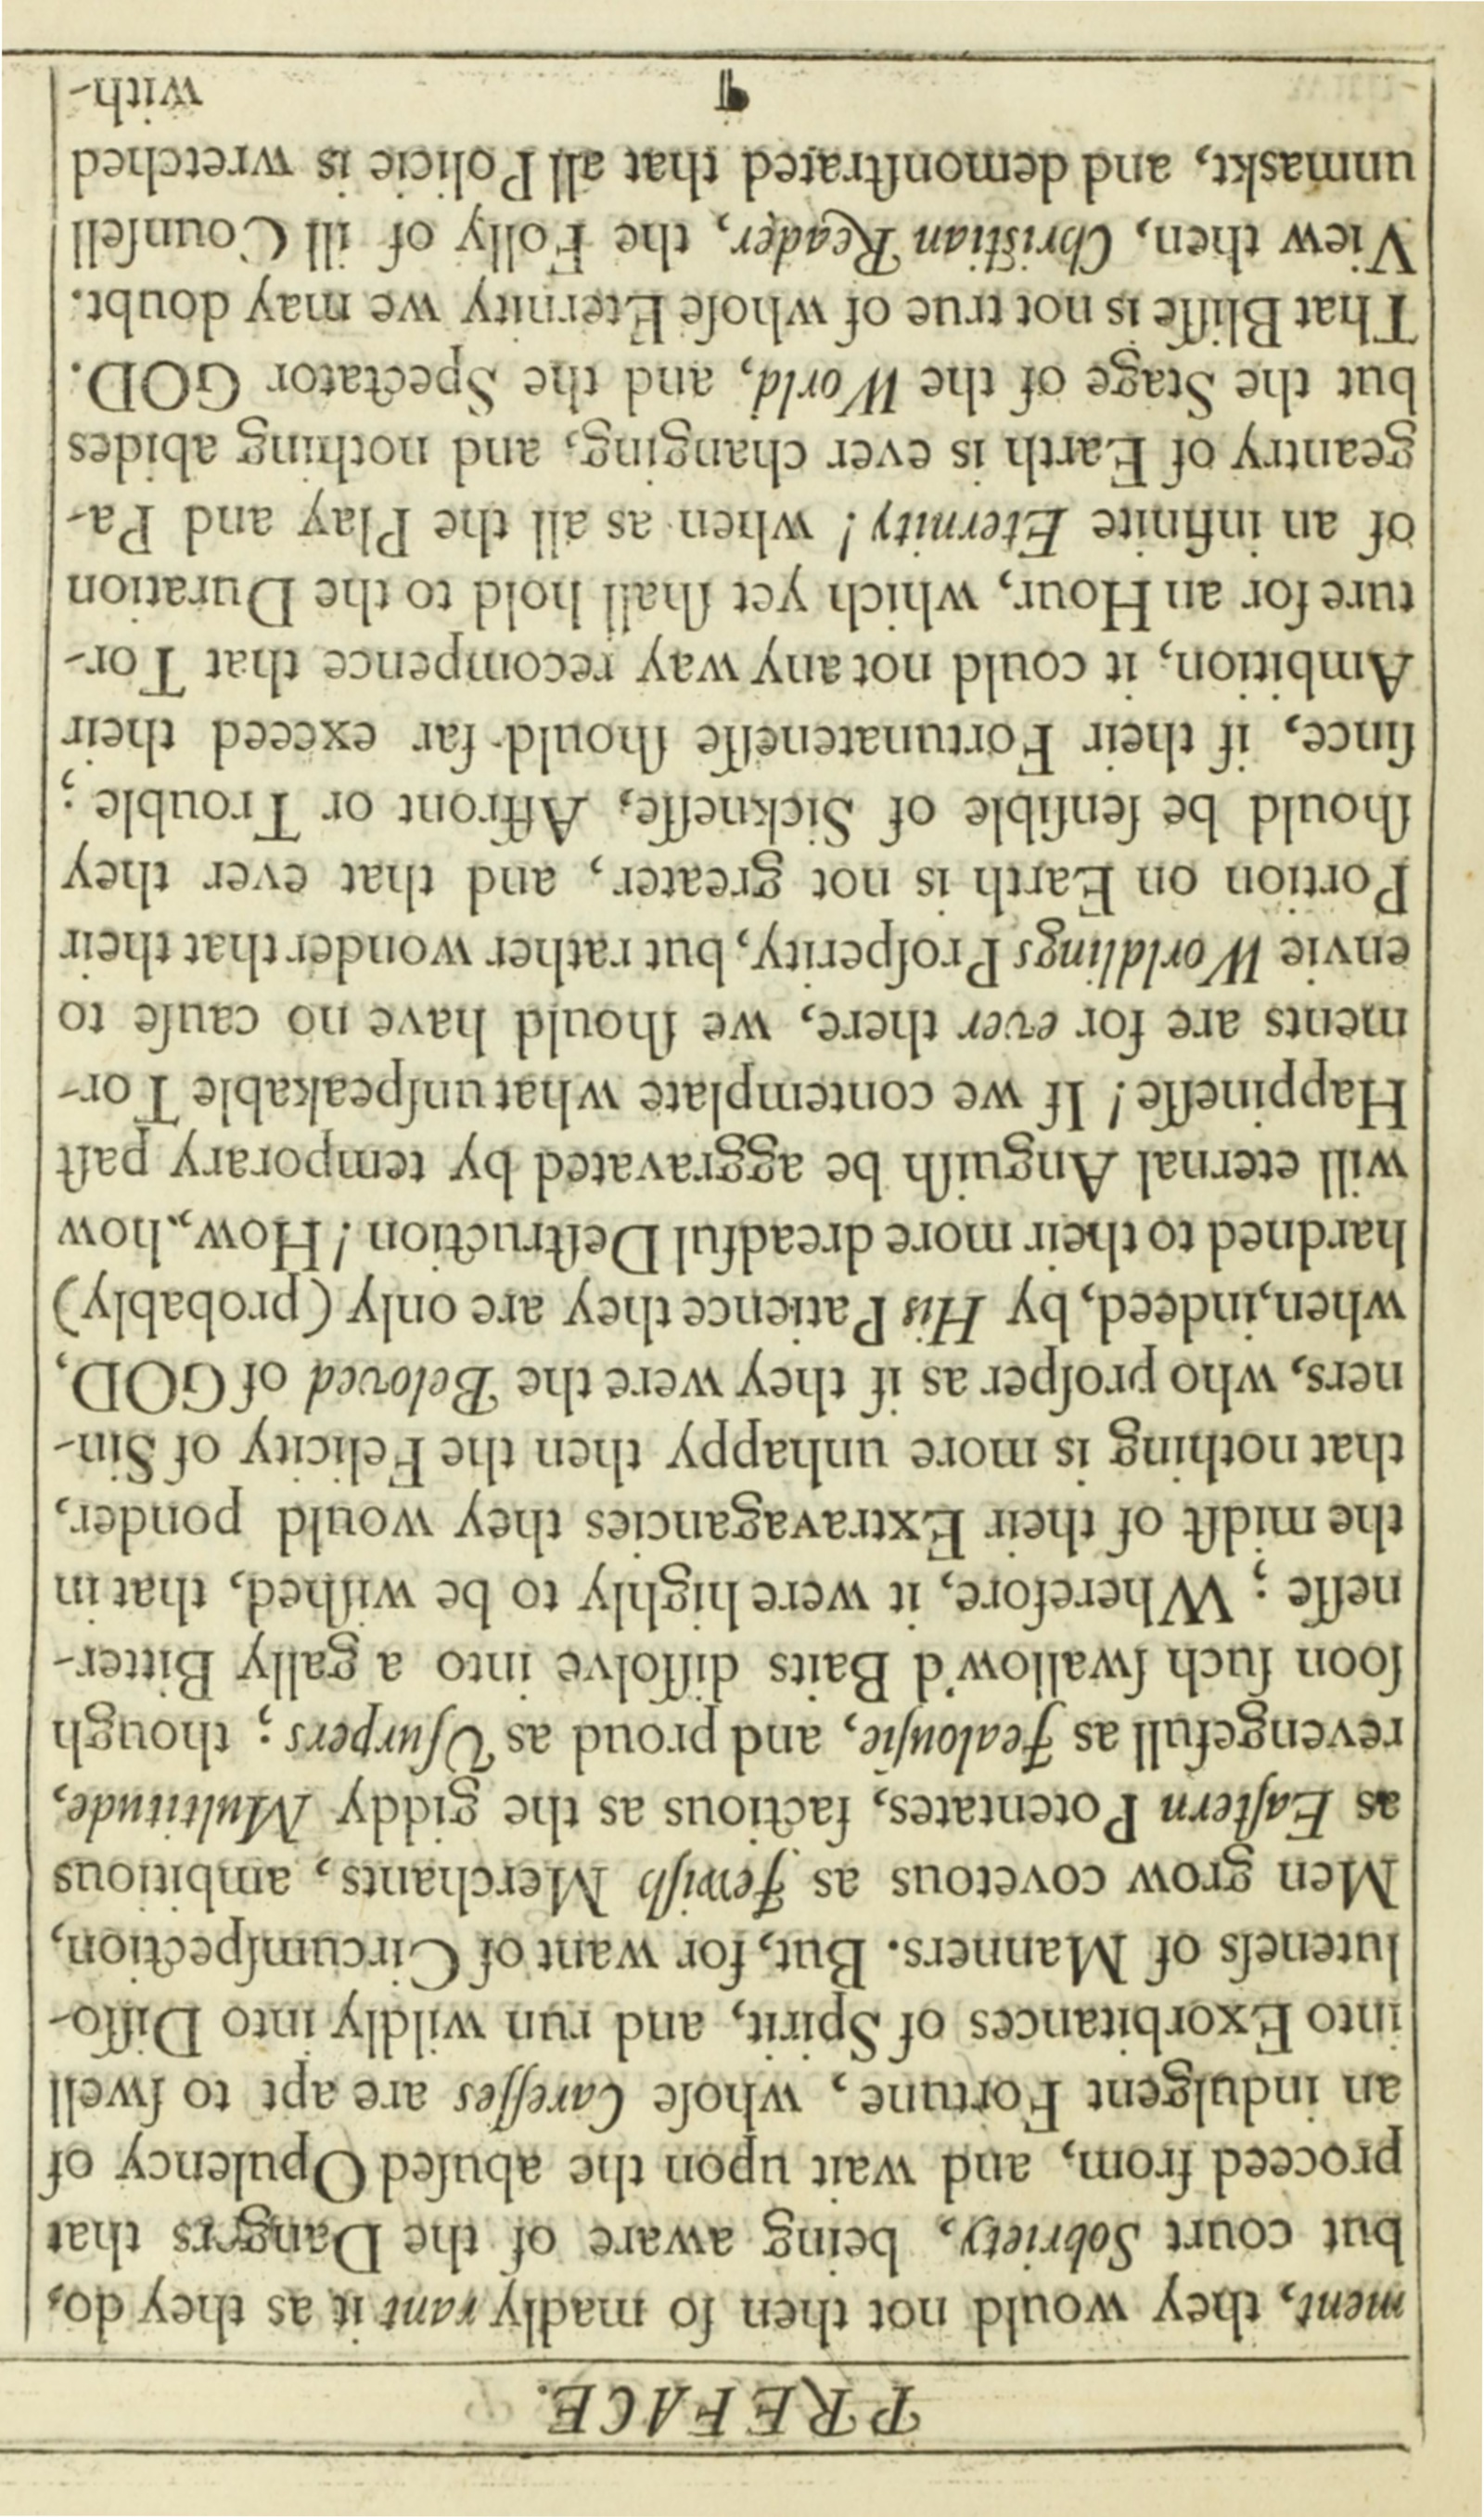 PREFACE.
ment, they would not then ſo madly rant it as they do,
but court Sobriety, being aware of the Dangers that
proceed from, and wait upon the abuſed Opulency of
an indulgent Fortune, whoſe Careſſes are apt to ſwell
into Exorbitances of Spirit, and run wildly into Diſſo-
luteneſs of Manners. But, for want of Circumſpection,
Men grow covetous as Jewiſh Merchants, ambitious
as Eaſtern Potentates, factious as the giddy Multitude,
revengefull as Jealouſie, and proud as Uſurpers; though
ſoon ſuch ſwallow'd Baits diſſolve into a gally Bitter-
neſſe; Wherefore, it were highly to be wiſhed, that in
the midſt of their Extravagancies they would ponder,
that nothing is more unhappy then the Felicity of Sin-
ners, who proſper as if they were the Beloved of GOD,
when, indeed, by His Patience they are only (probably)
hardned to their more dreadful Deſtruction! How, how
will eternal Anguiſh be aggravated by temporary paſt
Happineſſe! If we contemplate what unſpeakable Tor-
ments are for ever there, we ſhould have no cauſe to
envie Worldlings Proſperity, but rather wonder that their
Portion on Earth is not greater, and that ever they
ſhould be ſenſible of Sickneſſe, Affront or Trouble;
ſince, if their Fortunateneſſe ſhould far exceed their
Ambition, it could not any way recompence that Tor-
ture for an Hour, which yet ſhall hold to the Duration
of an infinite Eternity! when as all the Play and Pa-
geantry of Earth is ever changing, and nothing abides
but the Stage of the World, and the Spectator GOD.
That Bliſſe is not true of whoſe Eternity we may doubt.
View then, Chriſtian Reader, the Folly of ill Counſell
unmaskt, and demonſtrated that all Policie is wretched
¶ with-